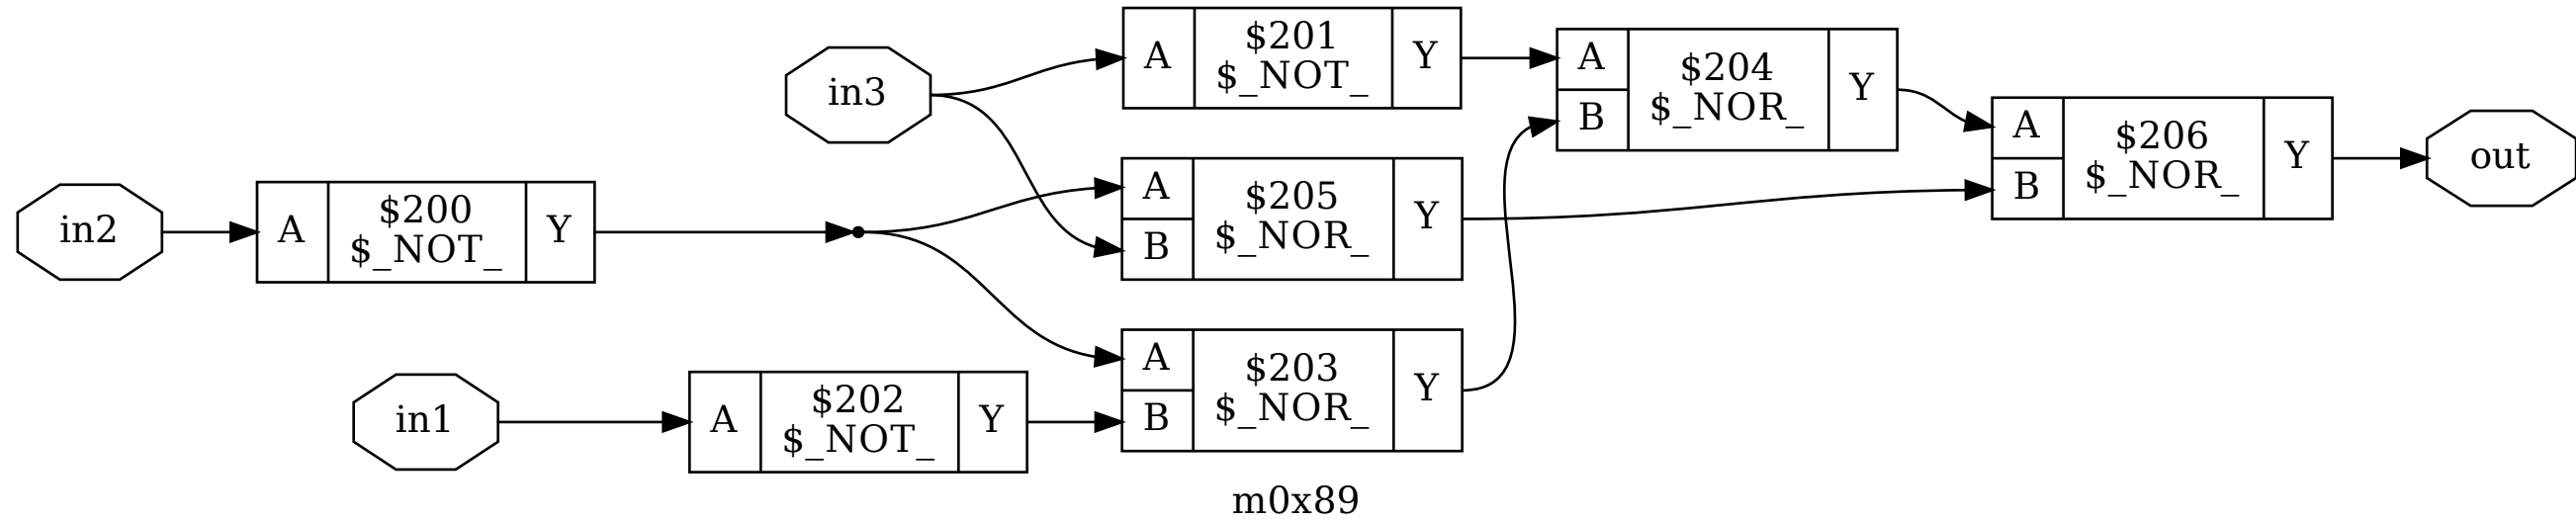 in3
A
$201
$_NOT_
Y
A
B
$204
$_NOR_
Y
in2
A
$200
$_NOT_
Y
A
B
$205
$_NOR_
Y
A
B
$206
$_NOR_
Y
out
in1
A
$202
$_NOT_
Y
A
B
$203
$_NOR_
Y
m0x89